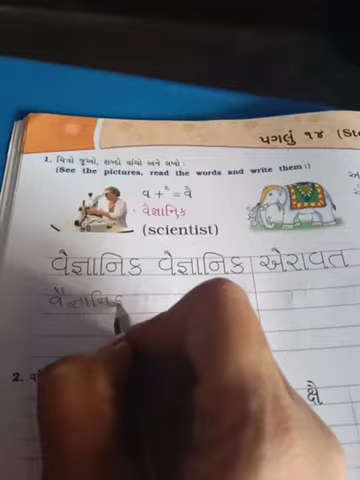 પગલું ૧૪
1. ચિત્રો જુઓ, શબ્દો વાંચો અને લખો :
(See the pictures, read the words and write them :)
વ + ૈ = વૈ
વૈજ્ઞાનિક
(scientist)
વૈજ્ઞાનિક વૈજ્ઞાનિક ઐરાવત
વૈજ્ઞાનિક
2.
ક્ષૈ